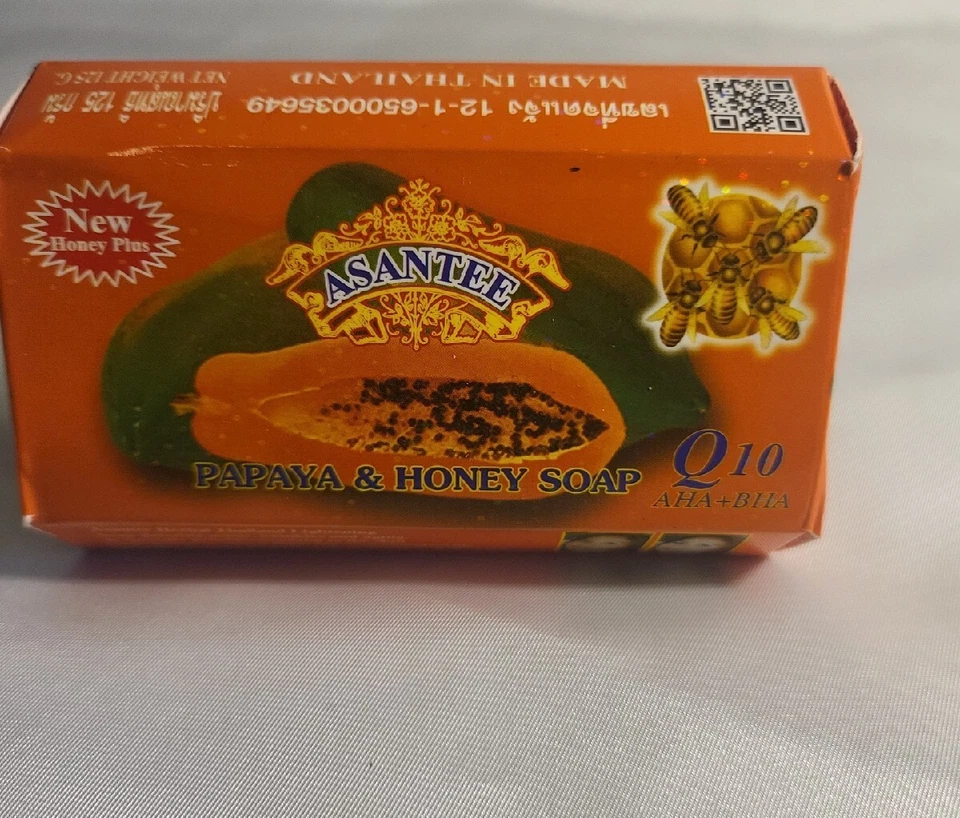 MADE IN THAILAND
NET WEIGHT 125 G.
เลขที่จดแจ้ง 12-1-6500035649
ปริมาณสุทธิ 125 กรัม
New
Honey Plus
ASANTEE
PAPAYA & HONEY SOAP
Q10
AHA+BHA